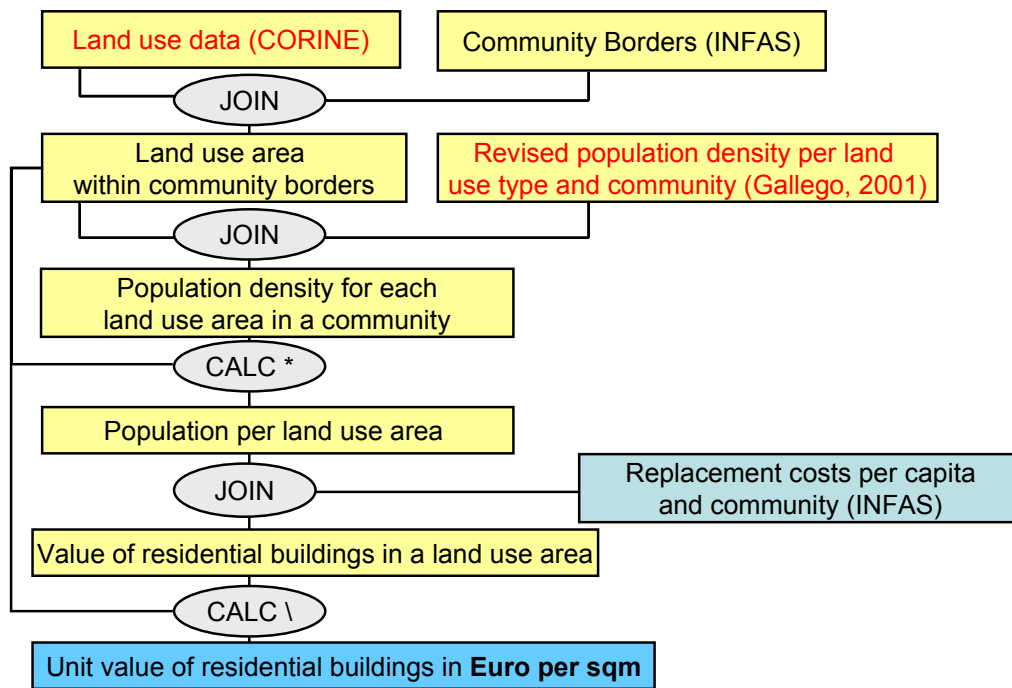 Land use data (CORINE)
Community Borders (INFAS)
JOIN
Land use area
within community borders
Revised population density per land
use type and community (Gallego, 2001)
JOIN
Population density for each
land use area in a community
CALC *
Population per land use area
JOIN
Replacement costs per capita
and community (INFAS)
Value of residential buildings in a land use area
CALC \
Unit value of residential buildings in Euro per sqm